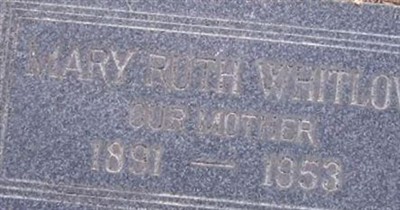 MARY RUTH WHITLOW
OUR MOTHER
1891 — 1953